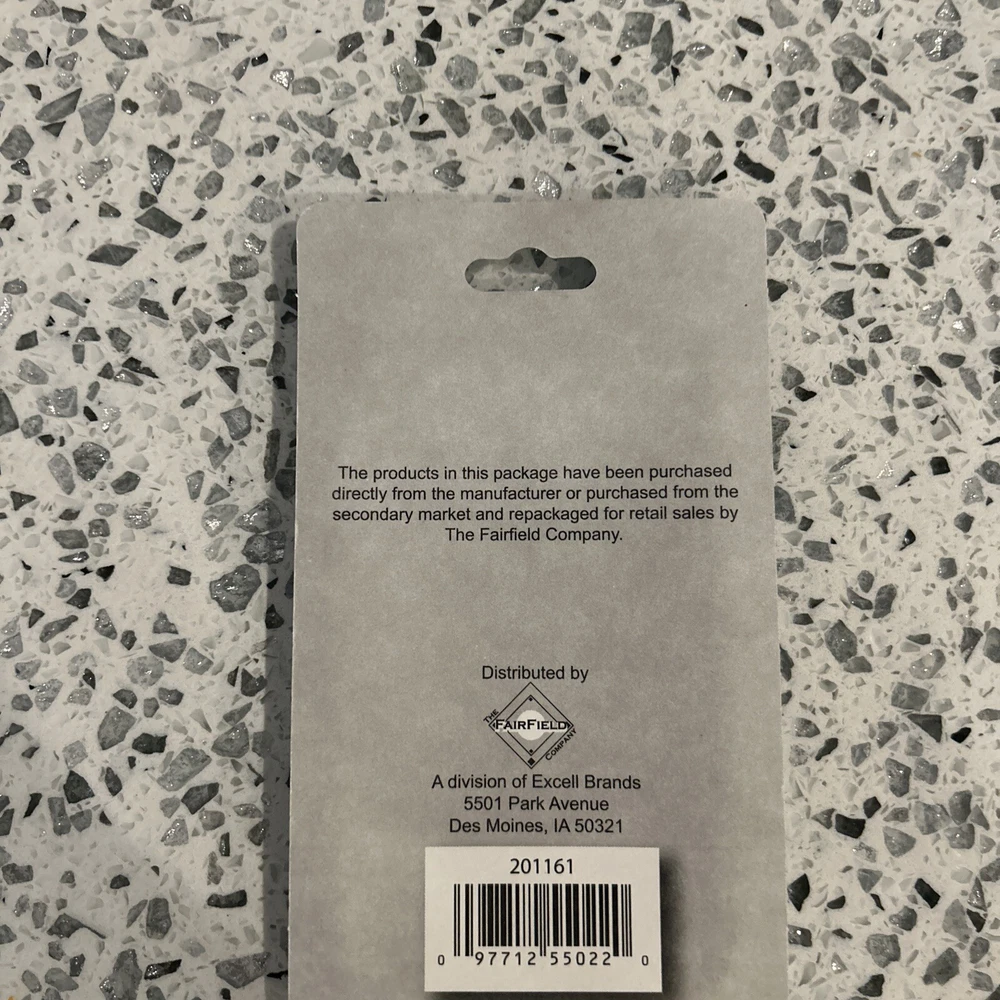 The products in this package have been purchased
directly from the manufacturer or purchased from the
secondary market and repackaged for retail sales by
The Fairfield Company.
Distributed by
THE
FAIRFIELD
COMPANY
A division of Excell Brands
5501 Park Avenue
Des Moines, IA 50321
201161
0 97712 55022 0